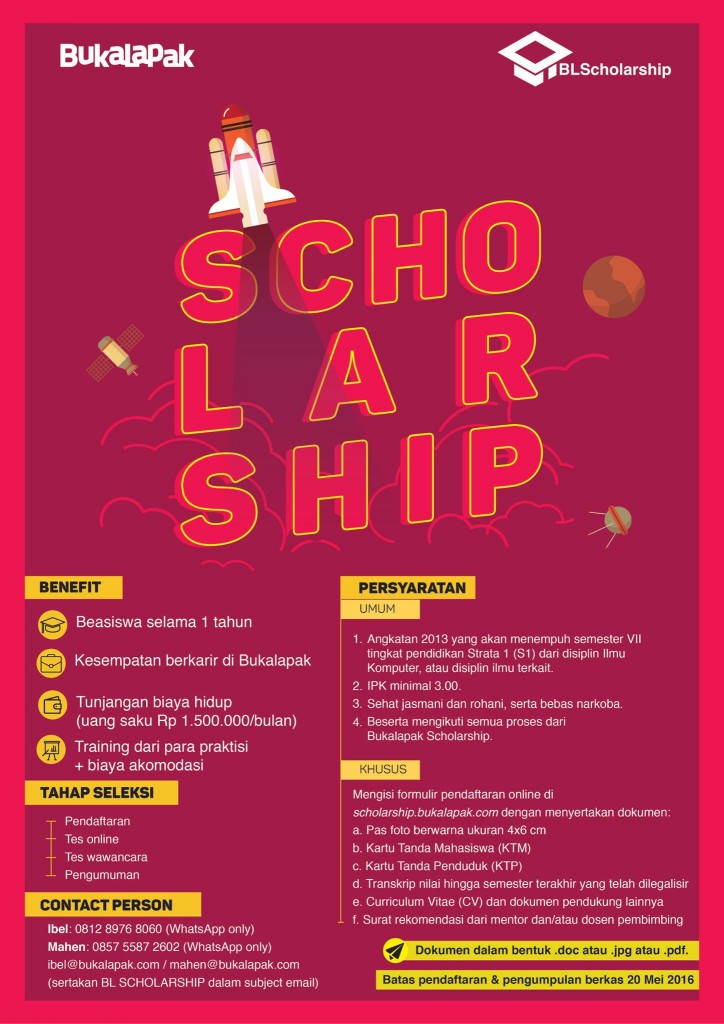 BukaLapak
BLScholarship
SCHO
LAR
SHIP
BENEFIT
Beasiswa selama 1 tahun
Kesempatan berkarir di Bukalapak
Tunjangan biaya hidup
(uang saku Rp 1.500.000/bulan)
Training dari para praktisi
+ biaya akomodasi
TAHAP SELEKSI
Pendaftaran
Tes online
Tes wawancara
Pengumuman
CONTACT PERSON
Ibel: 0812 8976 8060 (WhatsApp only)
Mahen: 0857 5587 2602 (WhatsApp only)
ibel@bukalapak.com / mahen@bukalapak.com
(sertakan BL SCHOLARSHIP dalam subject email)
PERSYARATAN
UMUM
1. Angkatan 2013 yang akan menempuh semester VII
tingkat pendidikan Strata 1 (S1) dari disiplin Ilmu
Komputer, atau disiplin ilmu terkait.
2. IPK minimal 3.00.
3. Sehat jasmani dan rohani, serta bebas narkoba.
4. Beserta mengikuti semua proses dari
Bukalapak Scholarship.
KHUSUS
Mengisi formulir pendaftaran online di
scholarship.bukalapak.com dengan menyertakan dokumen:
a. Pas foto berwarna ukuran 4x6 cm
b. Kartu Tanda Mahasiswa (KTM)
c. Kartu Tanda Penduduk (KTP)
d. Transkrip nilai hingga semester terakhir yang telah dilegalisir
e. Curriculum Vitae (CV) dan dokumen pendukung lainnya
f. Surat rekomendasi dari mentor dan/atau dosen pembimbing
Dokumen dalam bentuk .doc atau .jpg atau .pdf.
Batas pendaftaran & pengumpulan berkas 20 Mei 2016